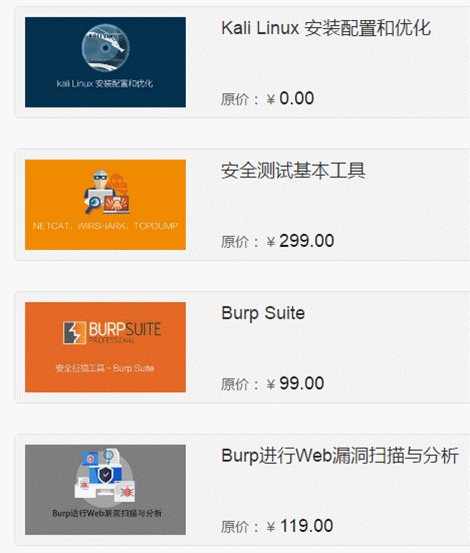 Kali Linux 安装配置和优化
kali Linux 安装配置和优化
原价：￥0.00
安全测试基本工具
NETCAT、WIRSHARK、TCPDUMP
原价：￥299.00
Burp Suite
BURPSUITE
PROFESSIONAL
安全扫描工具-Burp Suite
原价：￥99.00
Burp进行Web漏洞扫描与分析
Burp进行Web漏洞扫描与分析
原价：￥119.00